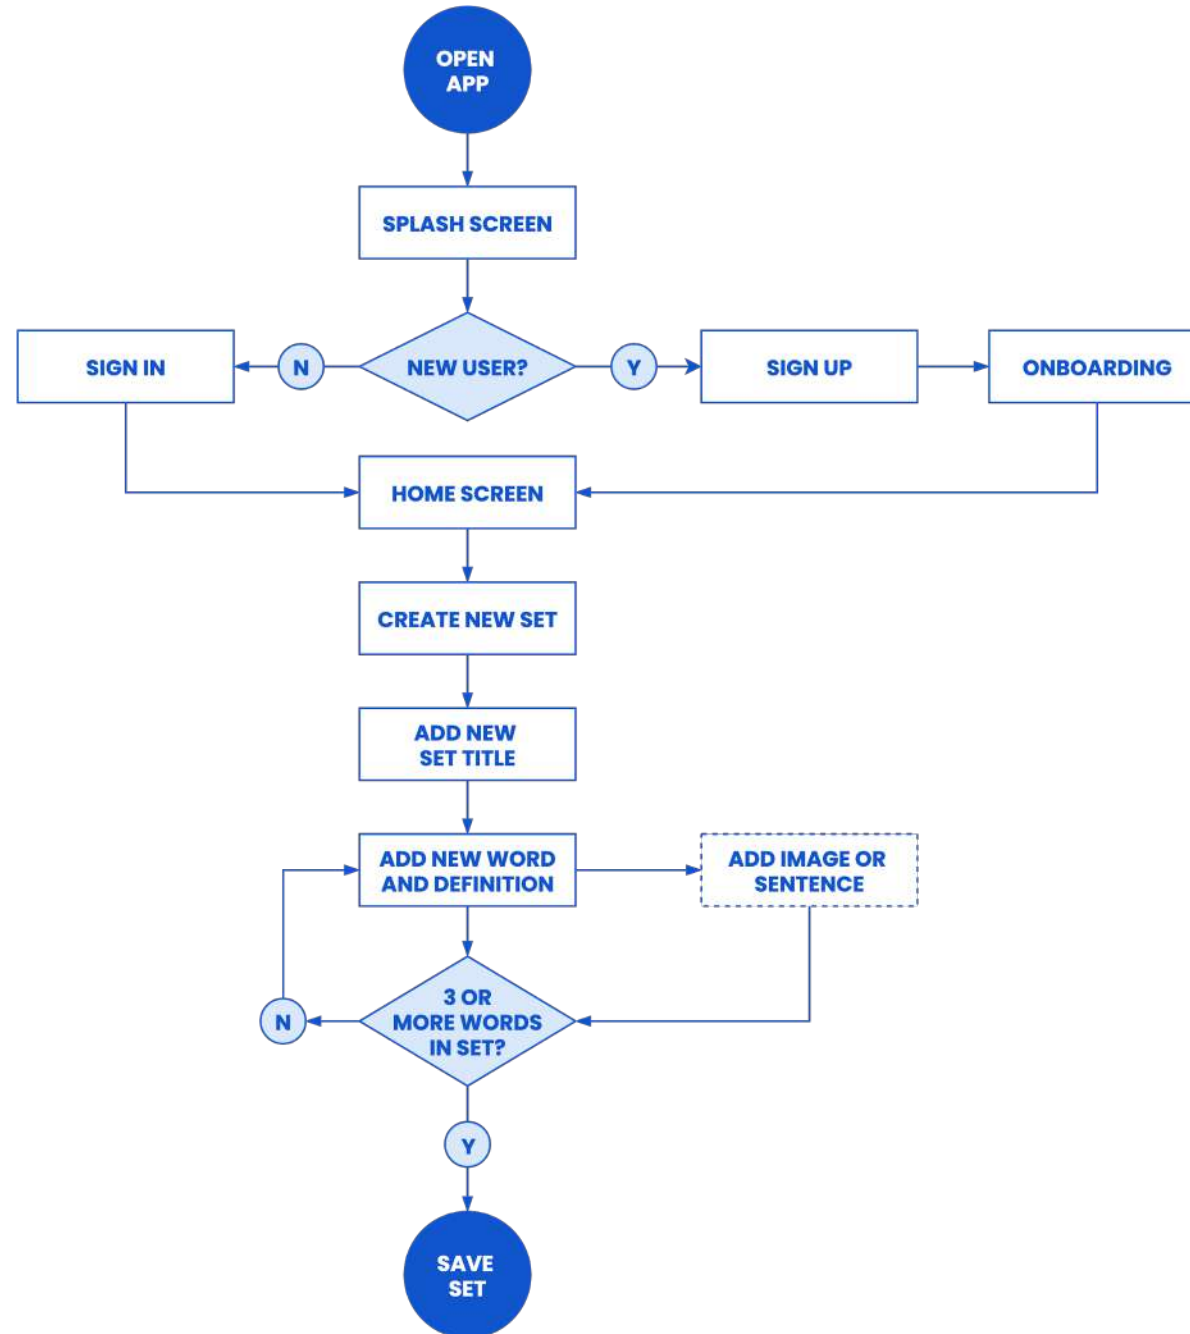 OPEN
APP
SPLASH SCREEN
SIGN IN
N
NEW USER?
Y
SIGN UP
ONBOARDING
HOME SCREEN
CREATE NEW SET
ADD NEW
SET TITLE
ADD NEW WORD
AND DEFINITION
ADD IMAGE OR
SENTENCE
3 OR
MORE WORDS
IN SET?
N
Y
SAVE
SET